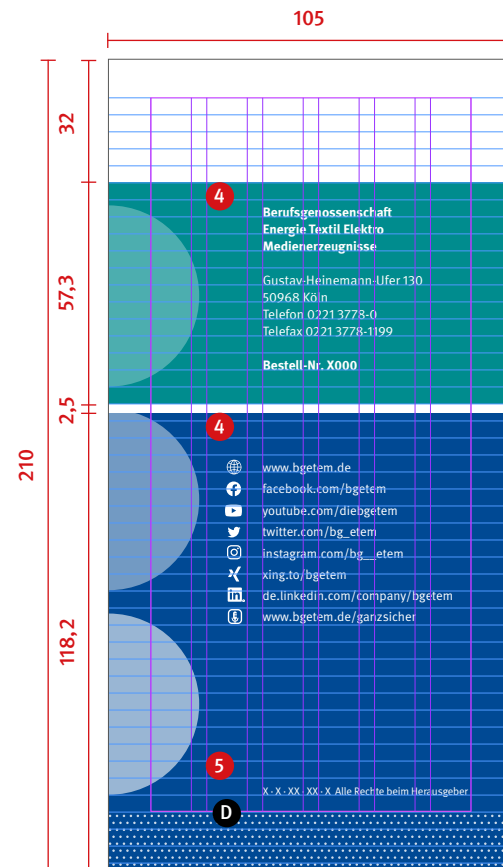 105
32
4
Berufsgenossenschaft
Energie Textil Elektro
Medienerzeugnisse
Gustav-Heinemann-Ufer 130
50968 Köln
Telefon 0221 3778-0
Telefax 0221 3778-1199
Bestell-Nr. X000
57,3
2,5
210
4
www.bgetem.de
facebook.com/bgetem
youtube.com/diebgetem
twitter.com/bg_etem
instagram.com/bg__etem
xing.to/bgetem
de.linkedin.com/company/bgetem
www.bgetem.de/ganzsicher
118,2
5
X · X · XX · XX · X Alle Rechte beim Herausgeber
D